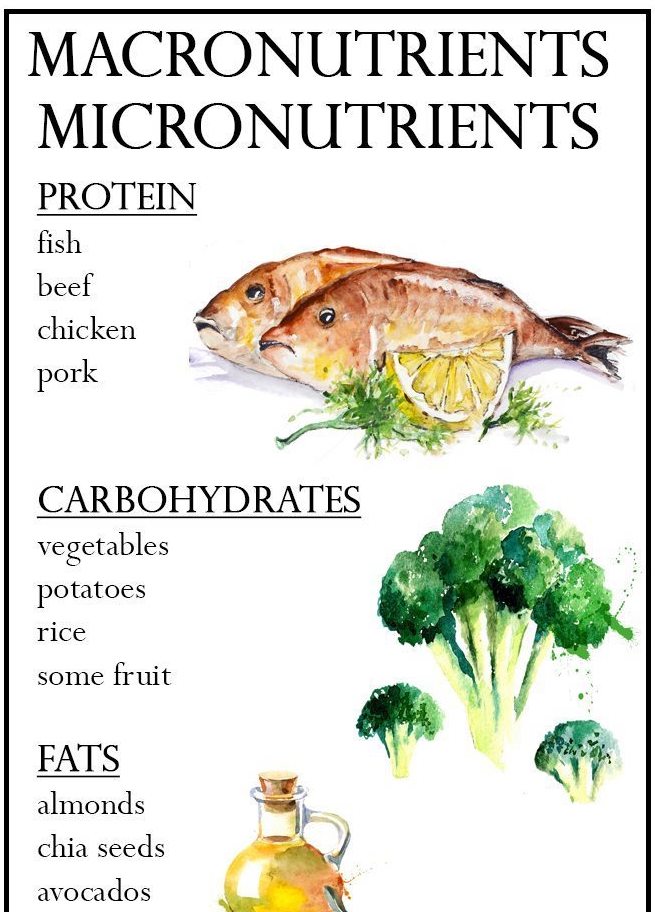 MACRONUTRIENTS
MICRONUTRIENTS
PROTEIN
fish
beef
chicken
pork
CARBOHYDRATES
vegetables
potatoes
rice
some fruit
FATS
almonds
chia seeds
avocados